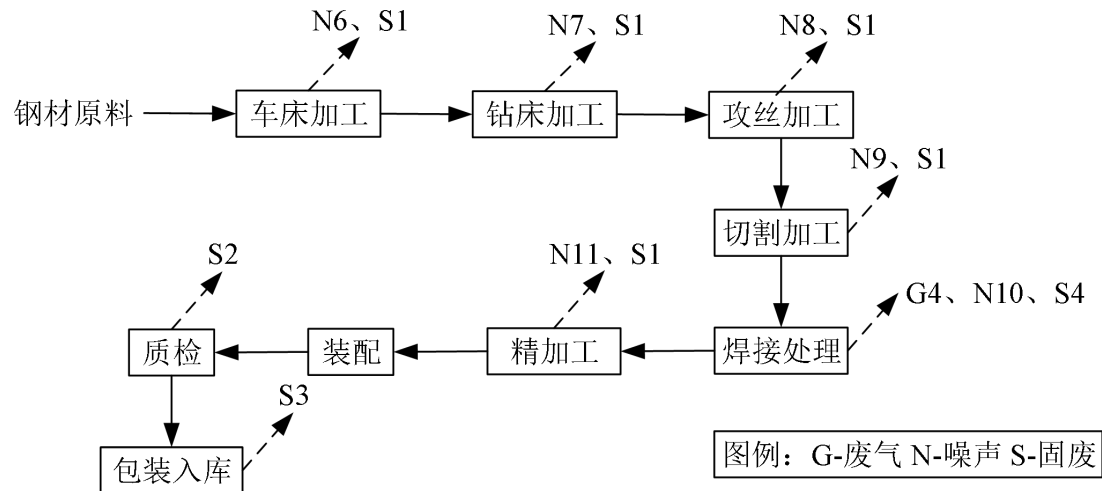 N6、S1
N7、S1
N8、S1
钢材原料
车床加工
钻床加工
攻丝加工
N9、S1
切割加工
S2
N11、S1
G4、N10、S4
质检
装配
精加工
焊接处理
S3
包装入库
图例：G-废气 N-噪声 S-固废